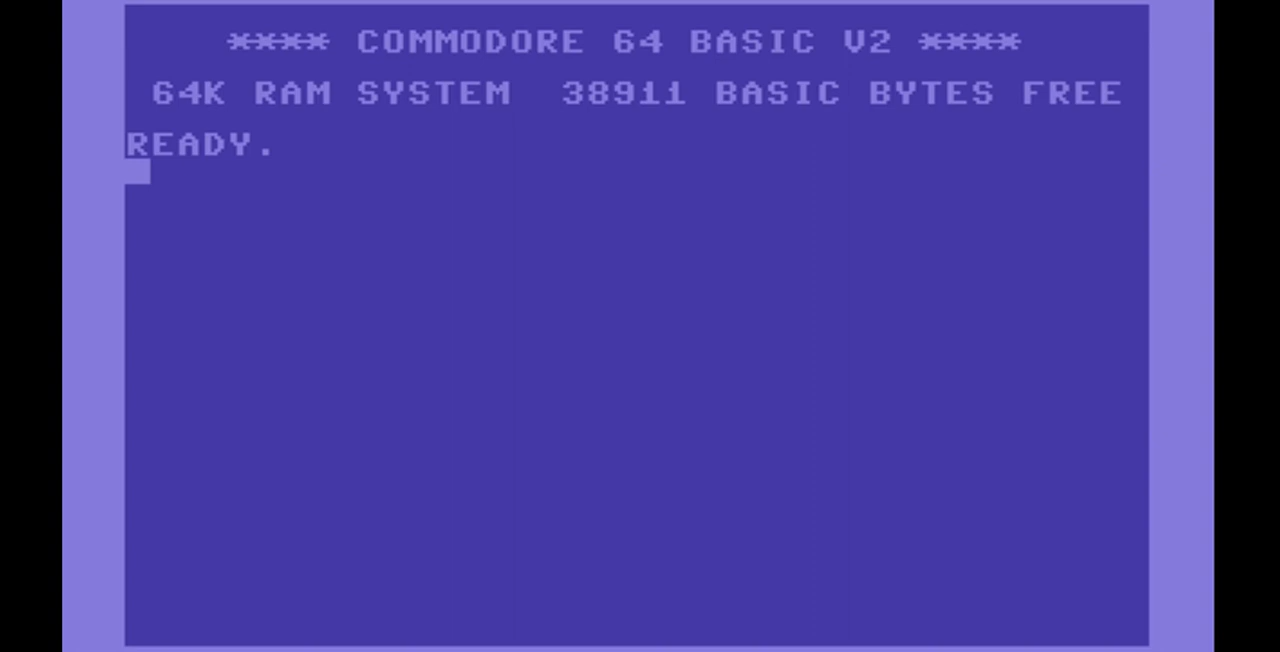 **** COMMODORE 64 BASIC V2 ****
64K RAM SYSTEM  38911 BASIC BYTES FREE
READY.